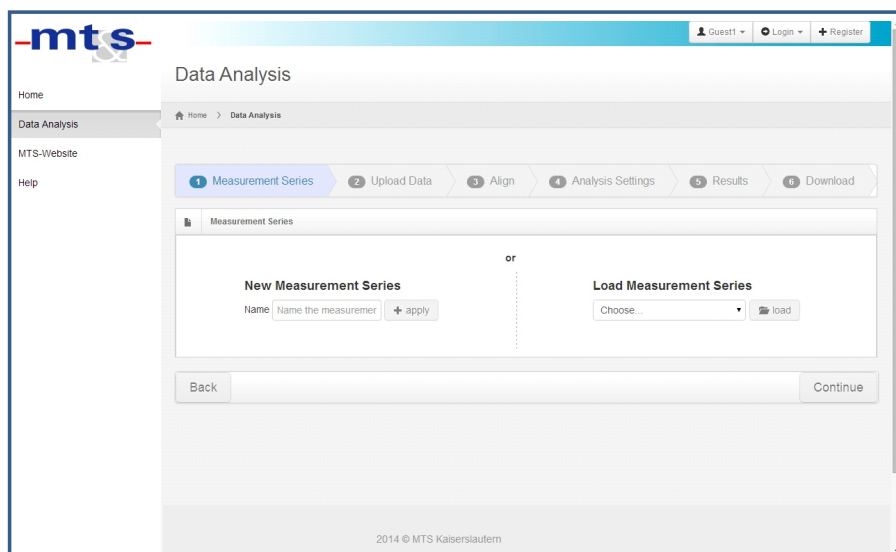 mt&s
Guest1 Login Register
Data Analysis
Home
Data Analysis
MTS-Website
Help
Home Data Analysis
1 Measurement Series 2 Upload Data 3 Align 4 Analysis Settings 5 Results 6 Download
Measurement Series
or
New Measurement Series
Name Name the measuremer + apply
Load Measurement Series
Choose... load
Back Continue
2014 © MTS Kaiserslautern